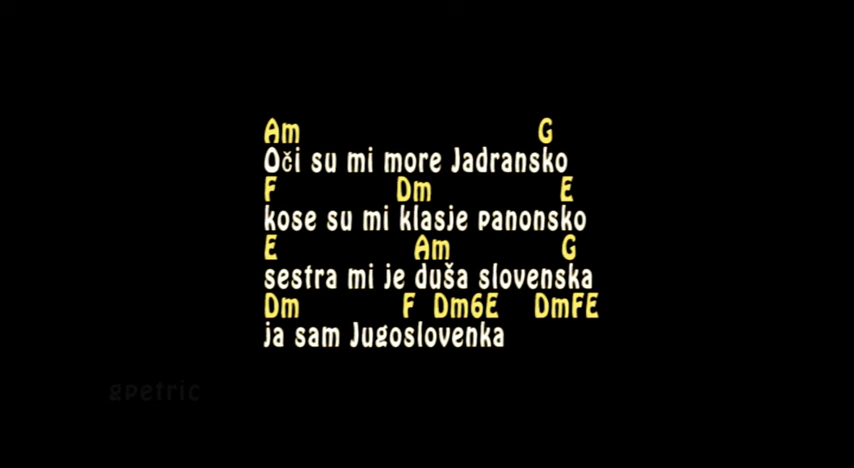 Am G
Oči su mi more Jadransko
F Dm E
kose su mi klasje panonsko
E Am G
sestra mi je duša slovenska
Dm F Dm6E DmFE
ja sam Jugoslovenka
gpetric